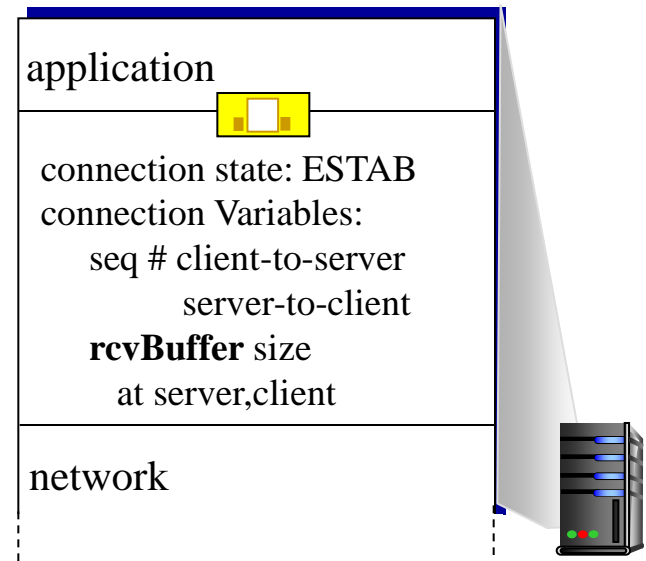 application
connection state: ESTAB
connection Variables:
seq # client-to-server
server-to-client
rcvBuffer size
at server,client
network